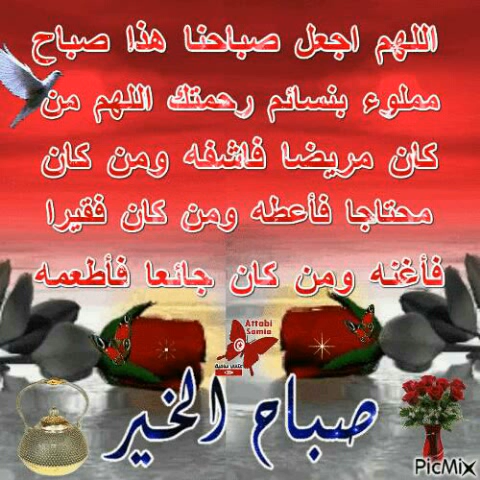 اللهم اجعل صباحنا هذا صباح
مملوء بنسائم رحمتك اللهم من
كان مريضا فاشفه ومن كان
محتاجا فأعطه ومن كان فقيرا
فأغنه ومن كان جائعا فأطعمه
Attabi
Samia
صباح الخير
PicMix